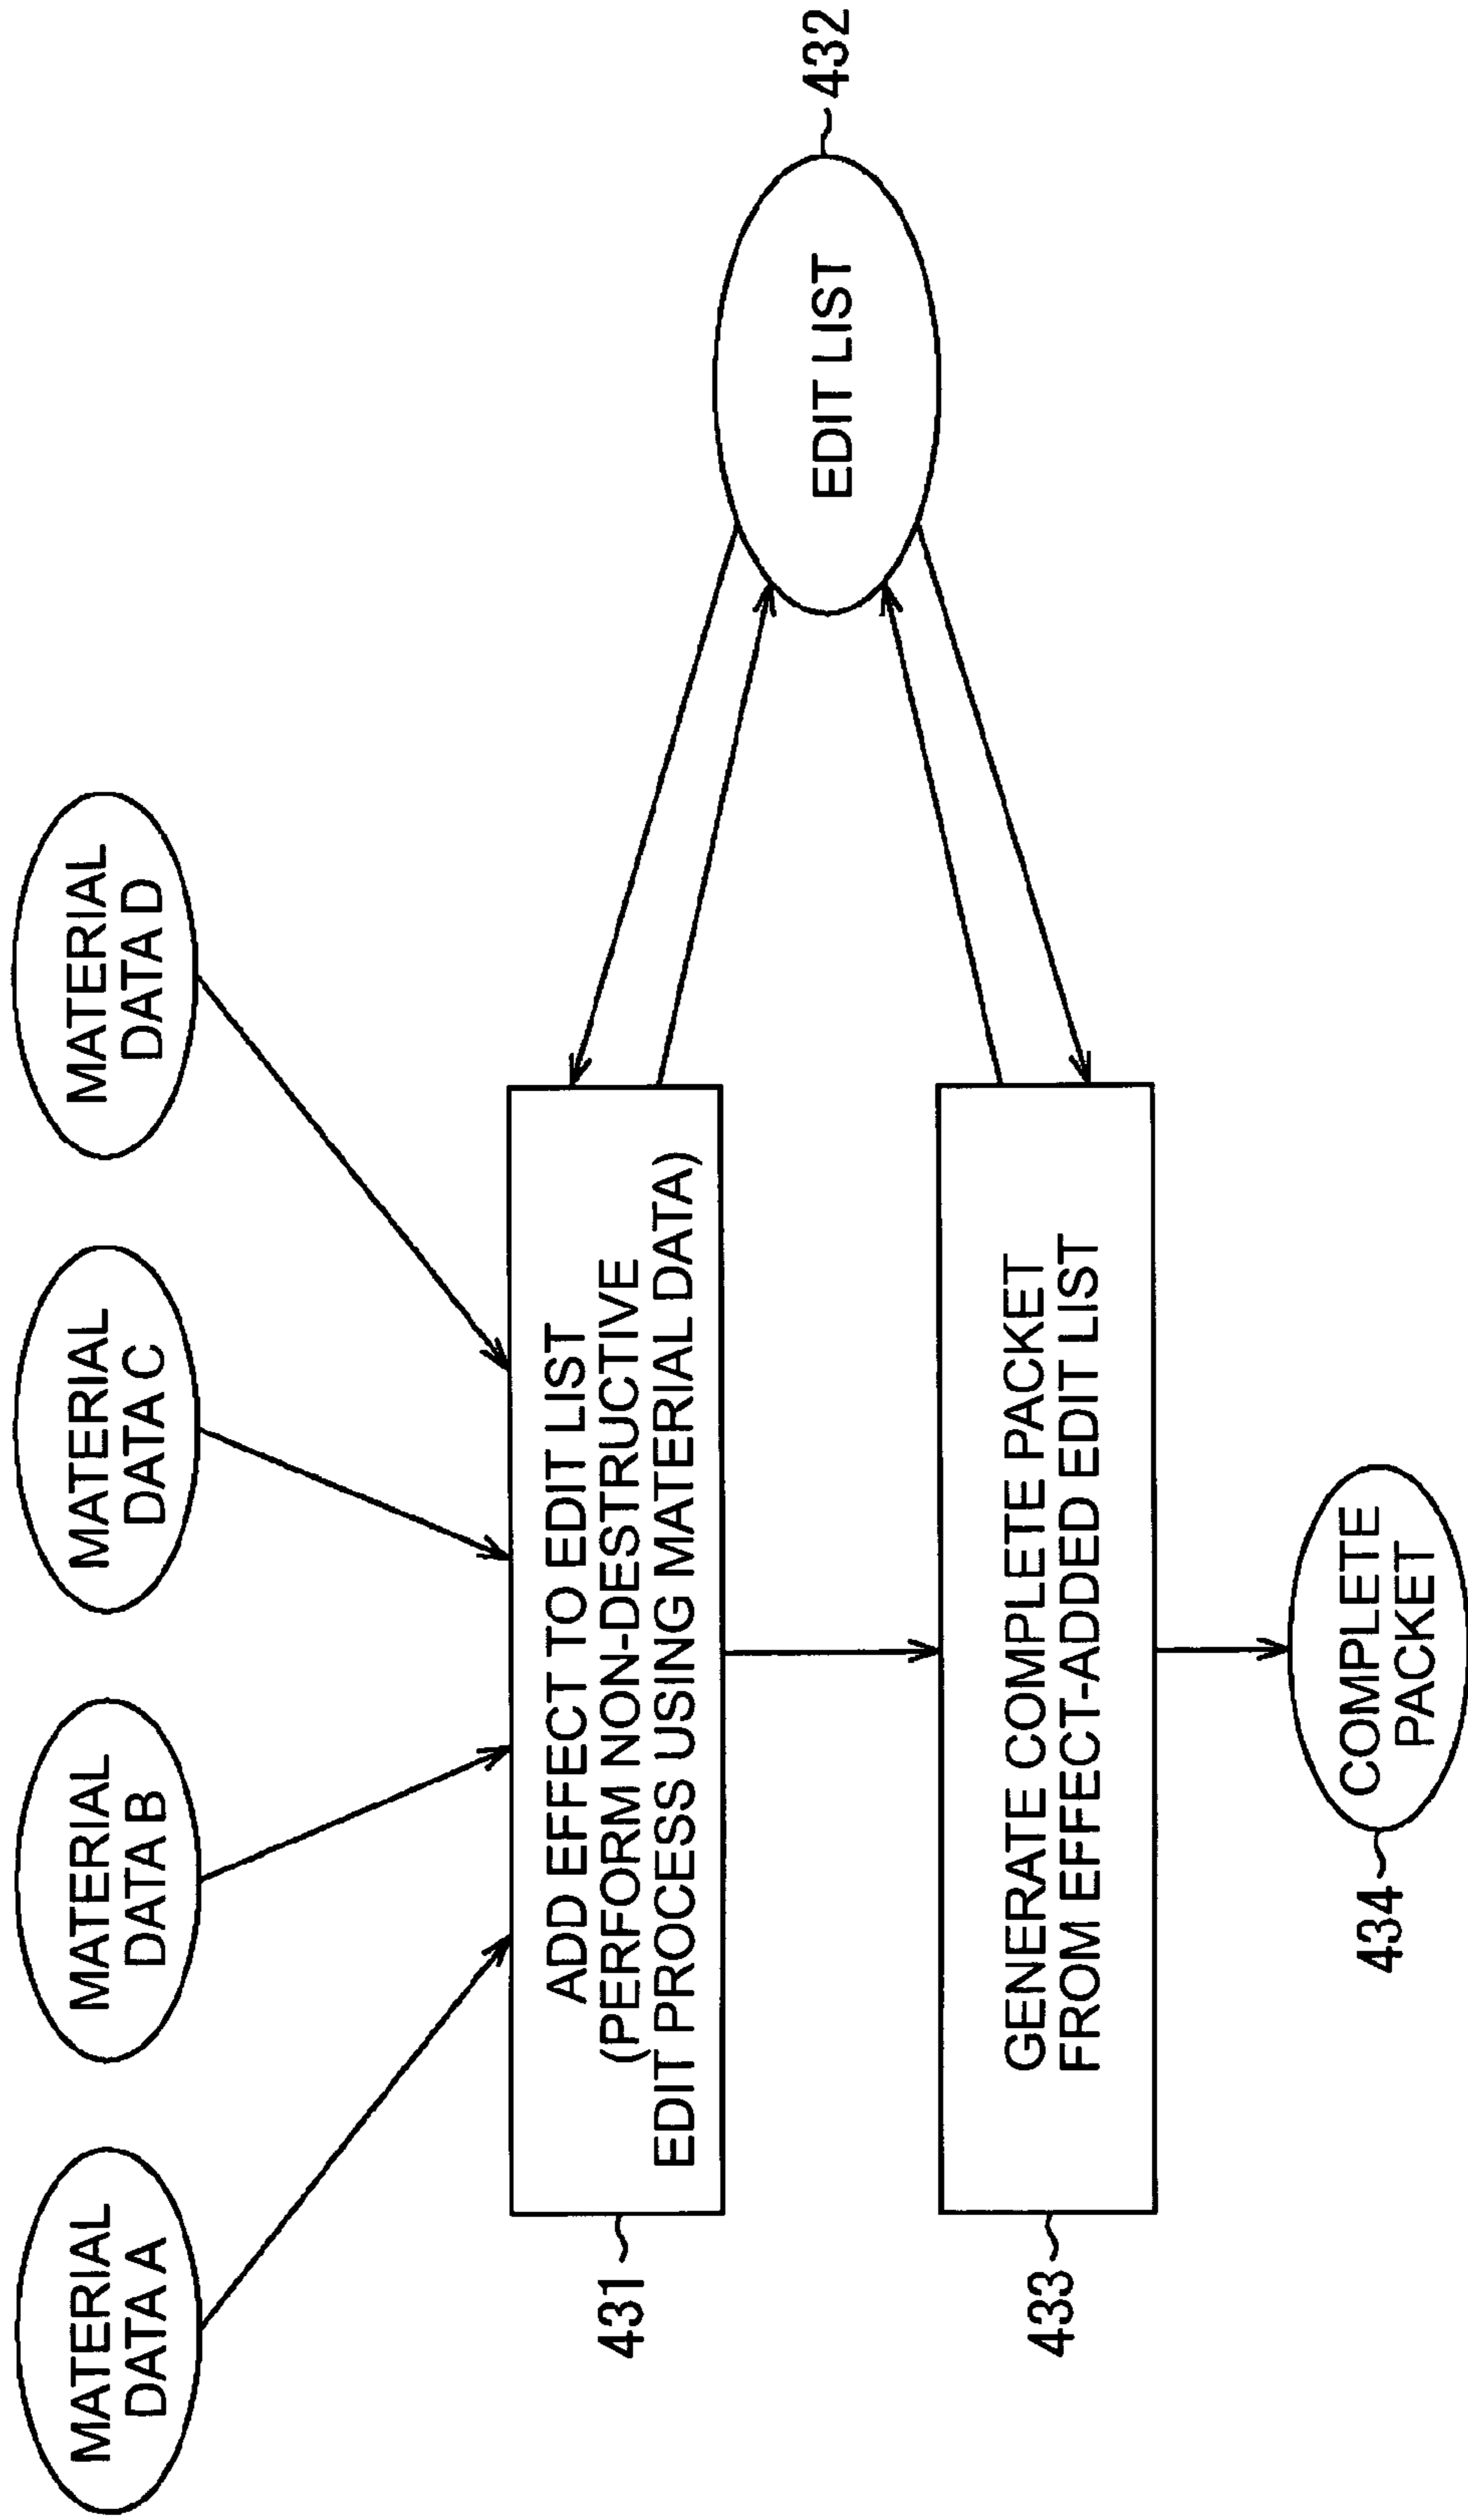 MATERIAL
DATA A
MATERIAL
DATA B
MATERIAL
DATA C
MATERIAL
DATA D
431
ADD EFFECT TO EDIT LIST
(PERFORM NON-DESTRUCTIVE
EDIT PROCESS USING MATERIAL DATA)
EDIT LIST
432
433
GENERATE COMPLETE PACKET
FROM EFFECT-ADDED EDIT LIST
434
COMPLETE
PACKET